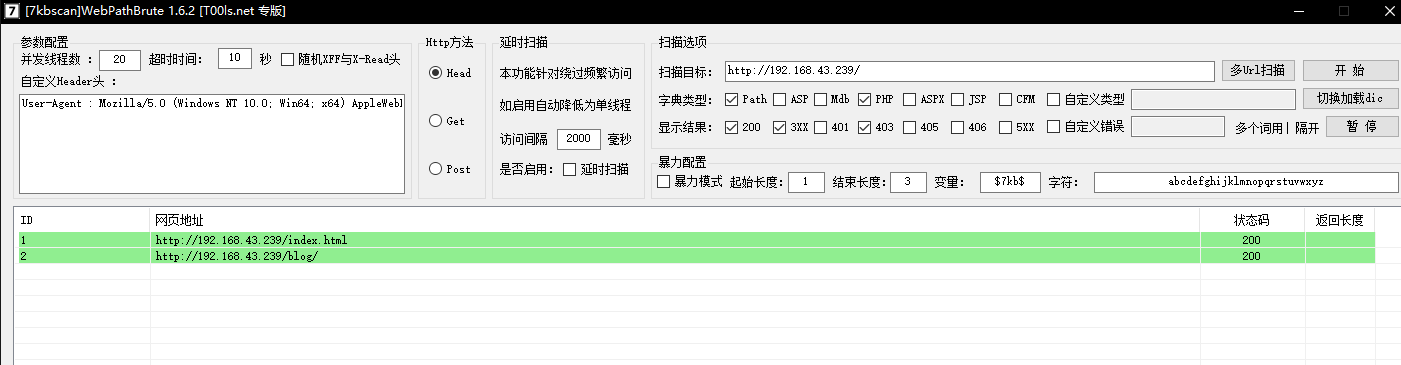 7 [7kbscan]WebPathBrute 1.6.2 [T00ls.net 专版]
参数配置
并发线程数 : 20 超时时间: 10 秒 随机XFF与X-Read头
自定义Header头 :
User-Agent : Mozilla/5.0 (Windows NT 10.0; Win64; x64) AppleWeb
Http方法
Head
Get
Post
延时扫描
本功能针对绕过频繁访问
如启用自动降低为单线程
访问间隔 2000 毫秒
是否启用: 延时扫描
扫描选项
扫描目标: http://192.168.43.239/ 多Url扫描 开 始
字典类型: Path ASP Mdb PHP ASPX JSP CFM 自定义类型 切换加载dic
显示结果: 200 3XX 401 403 405 406 5XX 自定义错误 多个词用| 隔开 暂 停
暴力配置
暴力模式 起始长度: 1 结束长度: 3 变量: $7kb$ 字符: abcdefghijklmnopqrstuvwxyz
ID 网页地址 状态码 返回长度
1 http://192.168.43.239/index.html 200
2 http://192.168.43.239/blog/ 200